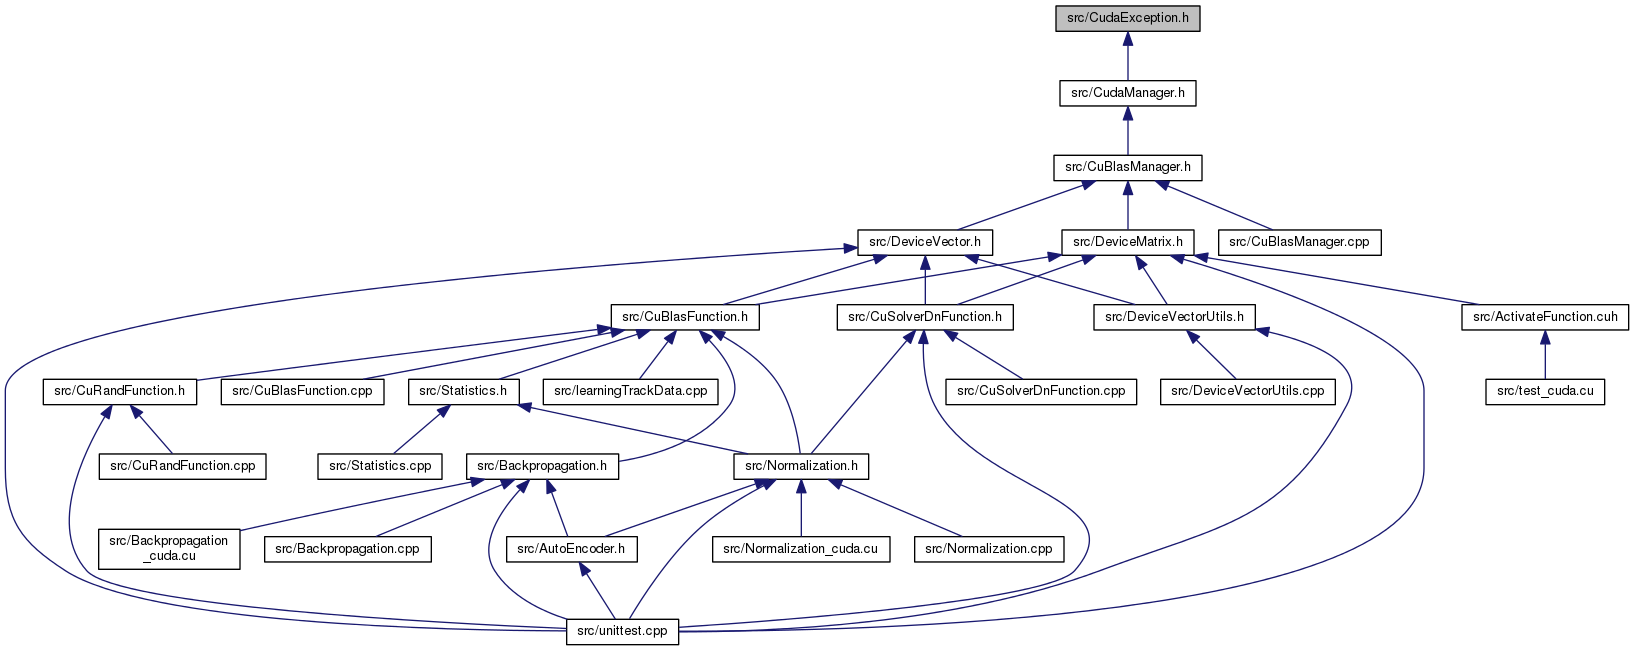 src/CudaException.h
src/CudaManager.h
src/CuBlasManager.h
src/DeviceVector.h
src/DeviceMatrix.h
src/CuBlasManager.cpp
src/CuBlasFunction.h
src/CuSolverDnFunction.h
src/DeviceVectorUtils.h
src/ActivateFunction.cuh
src/CuRandFunction.h
src/CuBlasFunction.cpp
src/Statistics.h
src/learningTrackData.cpp
src/CuSolverDnFunction.cpp
src/DeviceVectorUtils.cpp
src/test_cuda.cu
src/CuRandFunction.cpp
src/Statistics.cpp
src/Backpropagation.h
src/Normalization.h
src/Backpropagation
_cuda.cu
src/Backpropagation.cpp
src/AutoEncoder.h
src/Normalization_cuda.cu
src/Normalization.cpp
src/unittest.cpp